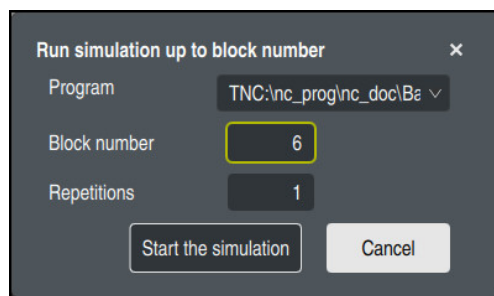 Run simulation up to block number ×
Program TNC:\nc_prog\nc_doc\Ba
Block number 6
Repetitions 1
Start the simulation Cancel